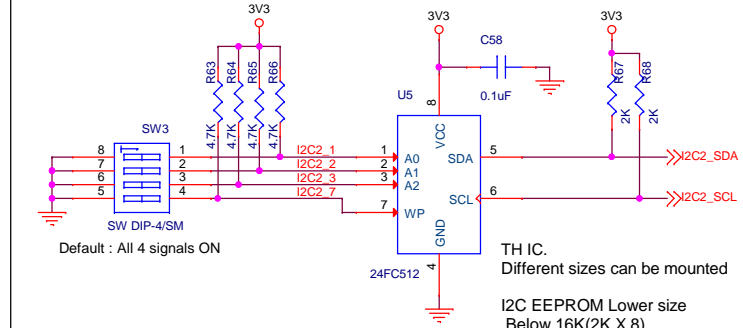 3V3
3V3
3V3
R63
R64
R65
R66
4.7K
4.7K
4.7K
4.7K
C58
0.1uF
R67
R68
2K
2K
SW3
8
7
6
5
1
2
3
4
SW DIP-4/SM
Default : All 4 signals ON
I2C2_1
I2C2_2
I2C2_3
I2C2_7
U5
1
2
3
7
8
4
5
6
A0
A1
A2
WP
VCC
GND
SDA
SCL
24FC512
I2C2_SDA
I2C2_SCL
TH IC.
Different sizes can be mounted
I2C EEPROM Lower size
Below 16K(2K X 8)